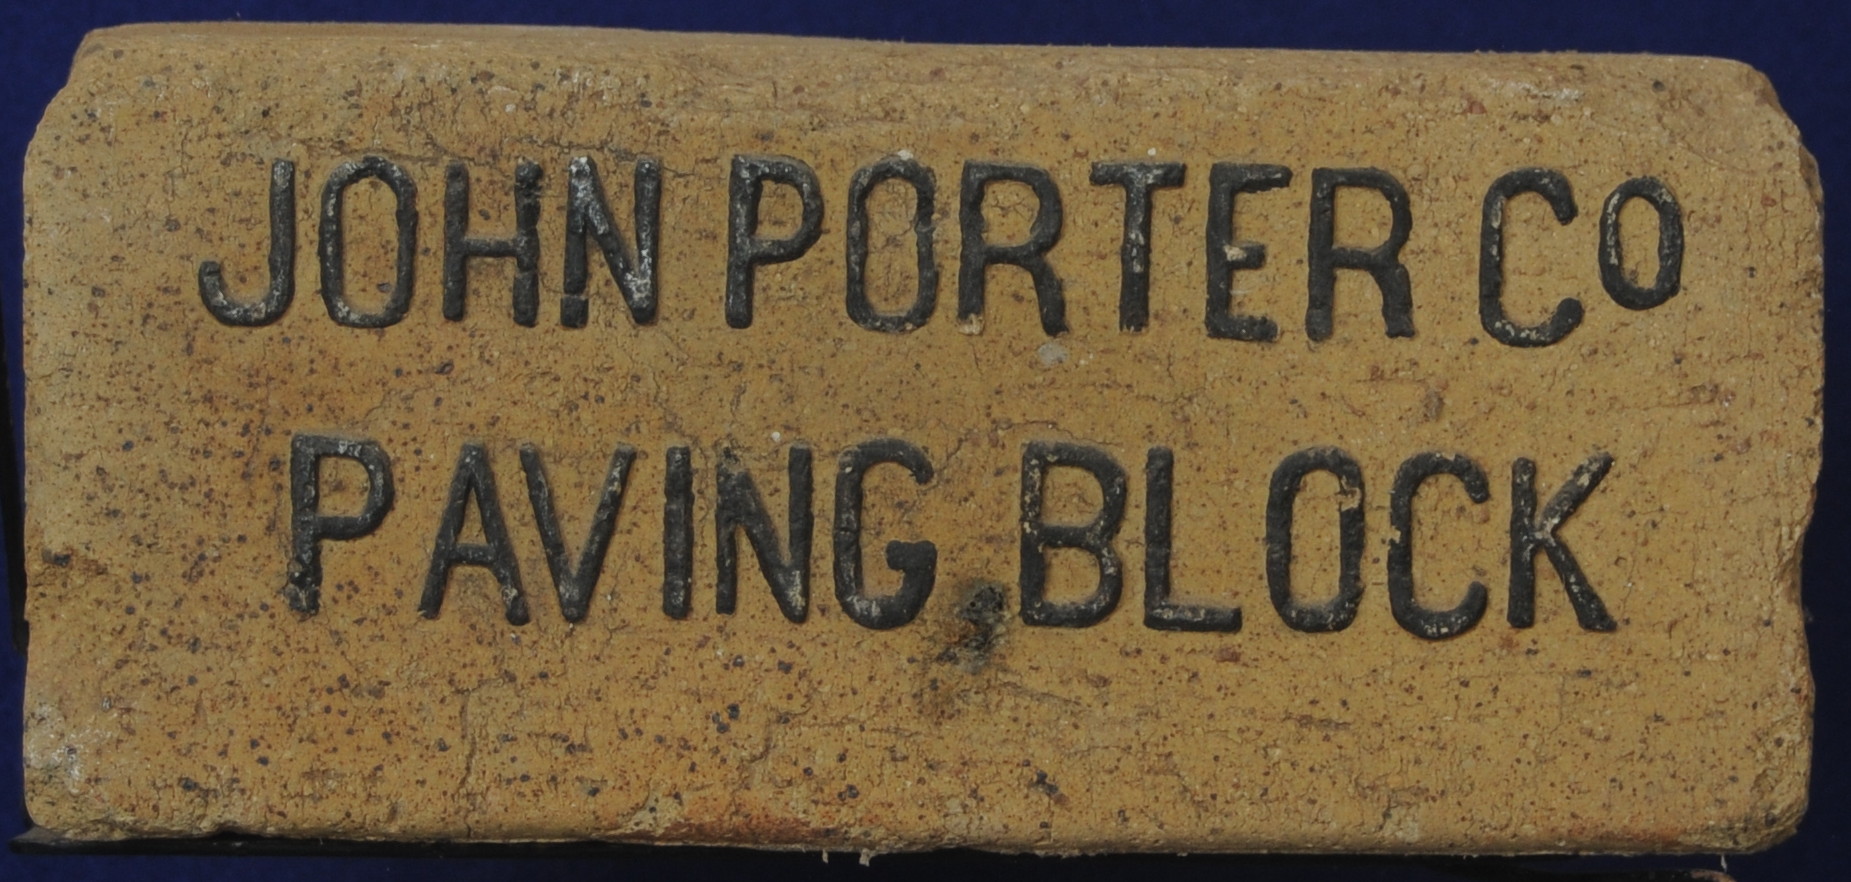 JOHN PORTER CO
PAVING BLOCK